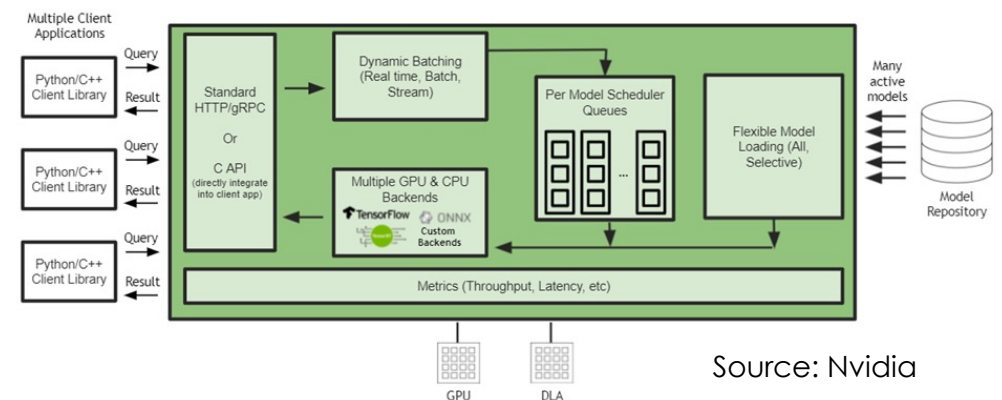 Multiple Client
Applications
Python/C++
Client Library
Query
Result
Python/C++
Client Library
Query
Result
Python/C++
Client Library
Query
Result
Standard
HTTP/gRPC
Or
C API
(directly integrate
into client app)
Dynamic Batching
(Real time, Batch,
Stream)
Per Model Scheduler
Queues
...
Flexible Model
Loading (All,
Selective)
Many
active
models
Model
Repository
Multiple GPU & CPU
Backends
TensorFlow
ONNX
Custom
Backends
Metrics (Throughput, Latency, etc)
GPU
DLA
Source: Nvidia